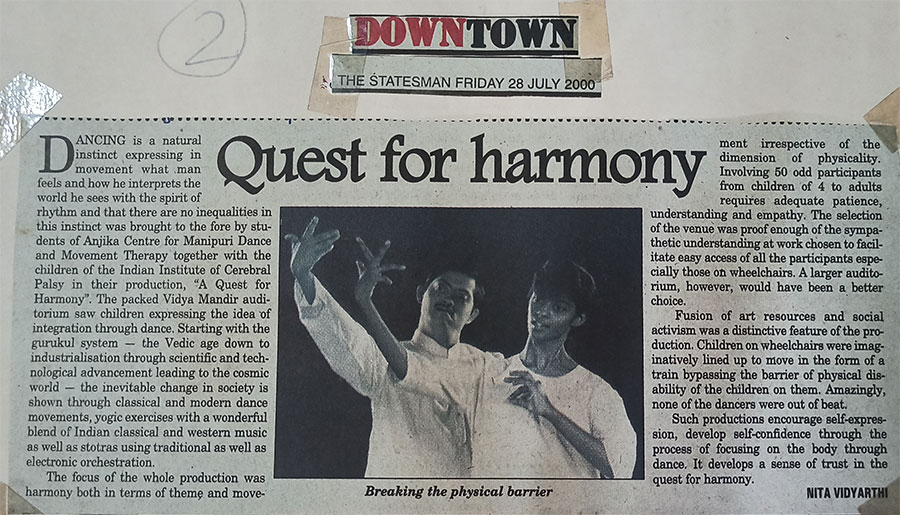 2
DOWNTOWN
THE STATESMAN FRIDAY 28 JULY 2000
Quest for harmony
DANCING is a natural
instinct expressing in
movement what man
feels and how he interprets the
world he sees with the spirit of
rhythm and that there are no inequalities in
this instinct was brought to the fore by stu-
dents of Anjika Centre for Manipuri Dance
and Movement Therapy together with the
children of the Indian Institute of Cerebral
Palsy in their production, “A Quest for
Harmony”. The packed Vidya Mandir audi-
torium saw children expressing the idea of
integration through dance. Starting with the
gurukul system — the Vedic age down to
industrialisation through scientific and tech-
nological advancement leading to the cosmic
world — the inevitable change in society is
shown through classical and modern dance
movements, yogic exercises with a wonderful
blend of Indian classical and western music
as well as stotras using traditional as well as
electronic orchestration.
The focus of the whole production was
harmony both in terms of theme and move-
Breaking the physical barrier
ment irrespective of the
dimension of physicality.
Involving 50 odd participants
from children of 4 to adults
requires adequate patience,
understanding and empathy. The selection
of the venue was proof enough of the sympa-
thetic understanding at work chosen to facil-
itate easy access of all the participants espe-
cially those on wheelchairs. A larger audito-
rium, however, would have been a better
choice.
Fusion of art resources and social
activism was a distinctive feature of the pro-
duction. Children on wheelchairs were imag-
inatively lined up to move in the form of a
train bypassing the barrier of physical dis-
ability of the children on them. Amazingly,
none of the dancers were out of beat.
Such productions encourage self-expres-
sion, develop self-confidence through the
process of focusing on the body through
dance. It develops a sense of trust in the
quest for harmony.
NITA VIDYARTHI